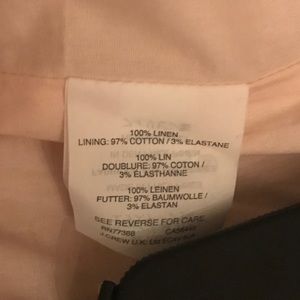 100% LINEN
LINING: 97% COTTON / 3% ELASTANE
100% LIN
DOUBLURE: 97% COTON /
3% ELASTHANNE
100% LEINEN
FUTTER: 97% BAUMWOLLE /
3% ELASTAN
SEE REVERSE FOR CARE
RN77388
J.CREW U.K.